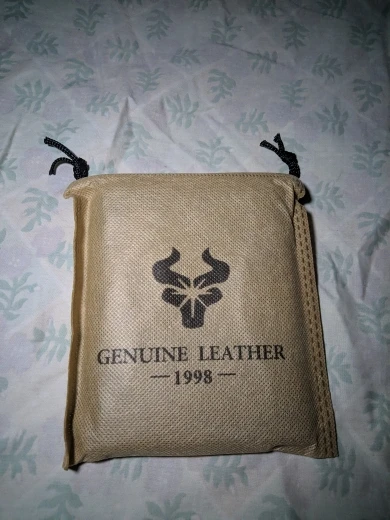 GENUINE LEATHER
— 1998 —